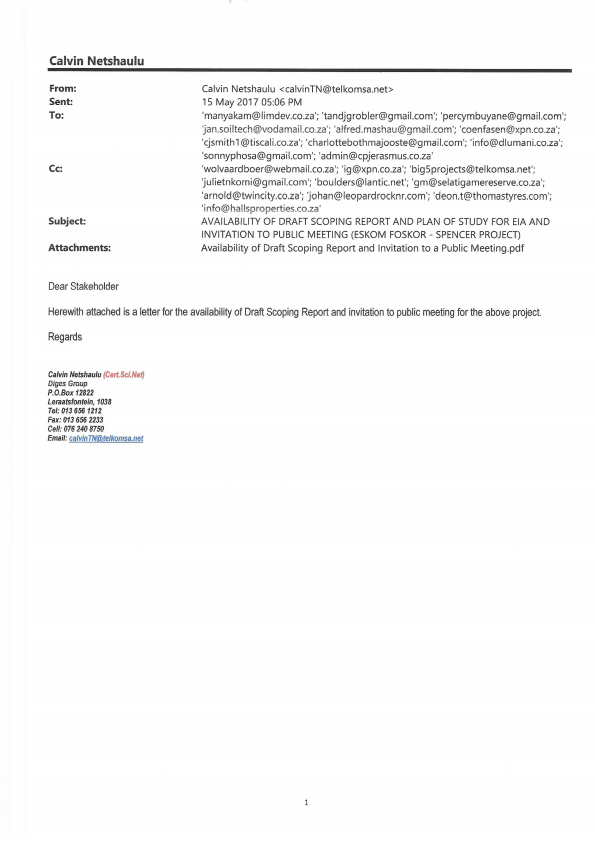 Calvin Netshaulu
From: Calvin Netshaulu <calvinTN@telkomsa.net>
Sent: 15 May 2017 05:06 PM
To: 'manyakam@limdev.co.za'; 'tandjgrobler@gmail.com'; 'percymbuyane@gmail.com';
'jan.soiltech@vodamail.co.za'; 'alfred.mashau@gmail.com'; 'coenfasen@xpn.co.za';
'cjsmith1@tiscali.co.za'; 'charlottebothmajooste@gmail.com'; 'info@dlumani.co.za';
'sonnyphosa@gmail.com'; 'admin@cpjerasmus.co.za'
Cc: 'wolvaardboer@webmail.co.za'; 'ig@xpn.co.za'; 'big5projects@telkomsa.net';
'julietnkomi@gmail.com'; 'boulders@lantic.net'; 'gm@selatigamereserve.co.za';
'arnold@twincity.co.za'; 'johan@leopardrocknr.com'; 'deon.t@thomastyres.com';
'info@hallsproperties.co.za'
Subject: AVAILABILITY OF DRAFT SCOPING REPORT AND PLAN OF STUDY FOR EIA AND
INVITATION TO PUBLIC MEETING (ESKOM FOSKOR - SPENCER PROJECT)
Attachments: Availability of Draft Scoping Report and Invitation to a Public Meeting.pdf
Dear Stakeholder
Herewith attached is a letter for the availability of Draft Scoping Report and invitation to public meeting for the above project.
Regards
Calvin Netshaulu (Cert.Sci.Nat)
Diges Group
P.O.Box 12822
Leraatsfontein, 1038
Tel: 013 656 1212
Fax: 013 656 2233
Cell: 076 240 8750
Email: calvinTN@telkomsa.net
1